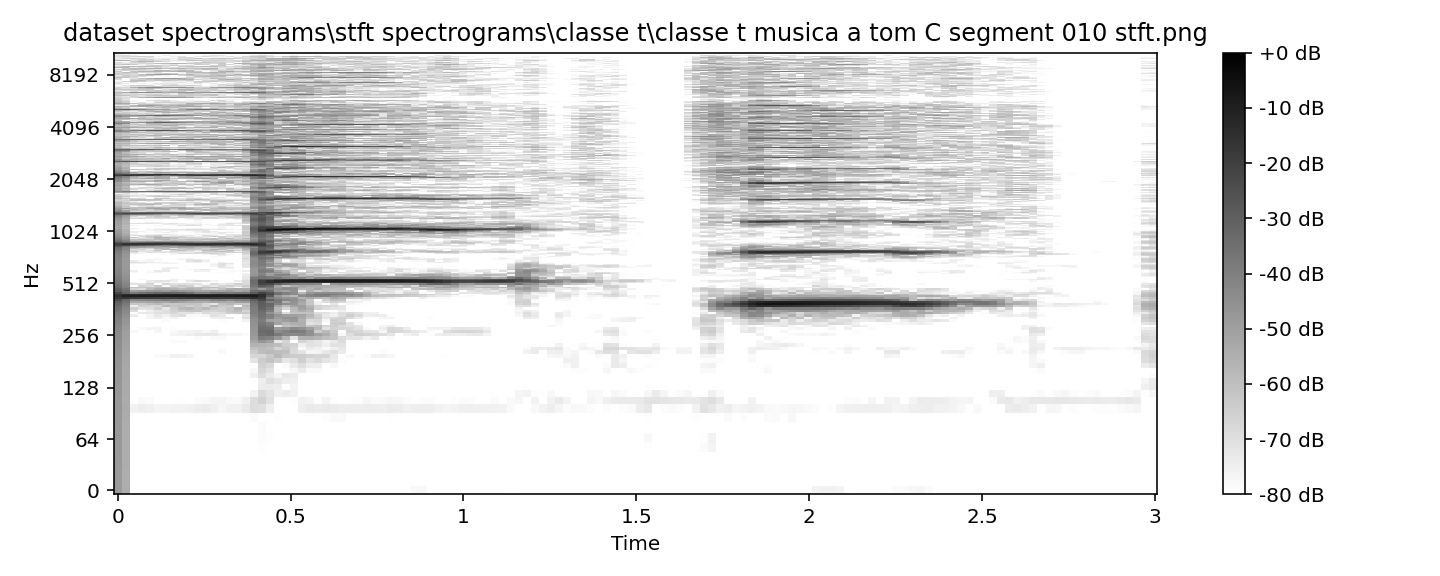 dataset spectrograms\stft spectrograms\classe t\classe t musica a tom C segment 010 stft.png
Hz
8192
4096
2048
1024
512
256
128
64
0
0
0.5
1
1.5
2
2.5
3
Time
+0 dB
-10 dB
-20 dB
-30 dB
-40 dB
-50 dB
-60 dB
-70 dB
-80 dB